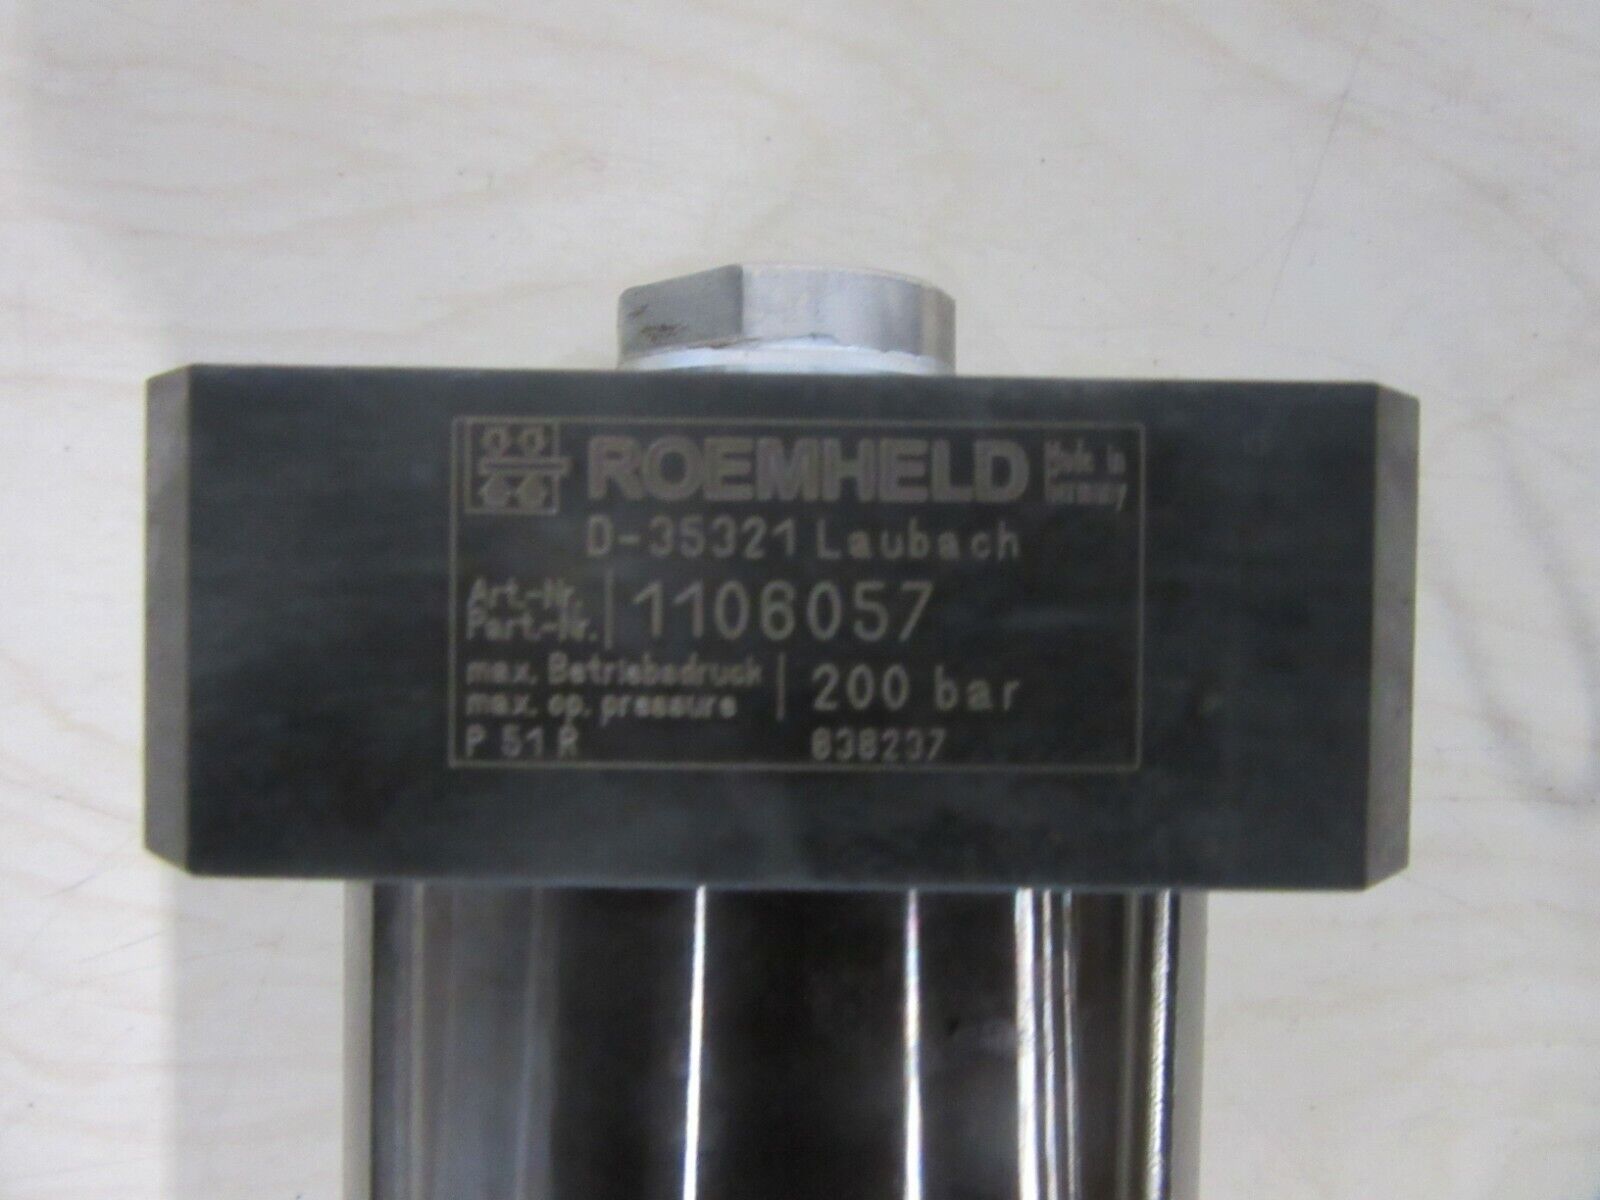 ROEMHELD Made in Germany
D-35321 Laubach
Art.-Nr.
Part.-Nr. 1106057
max. Betriebsdruck
max. op. pressure 200 bar
P 51 R 838237